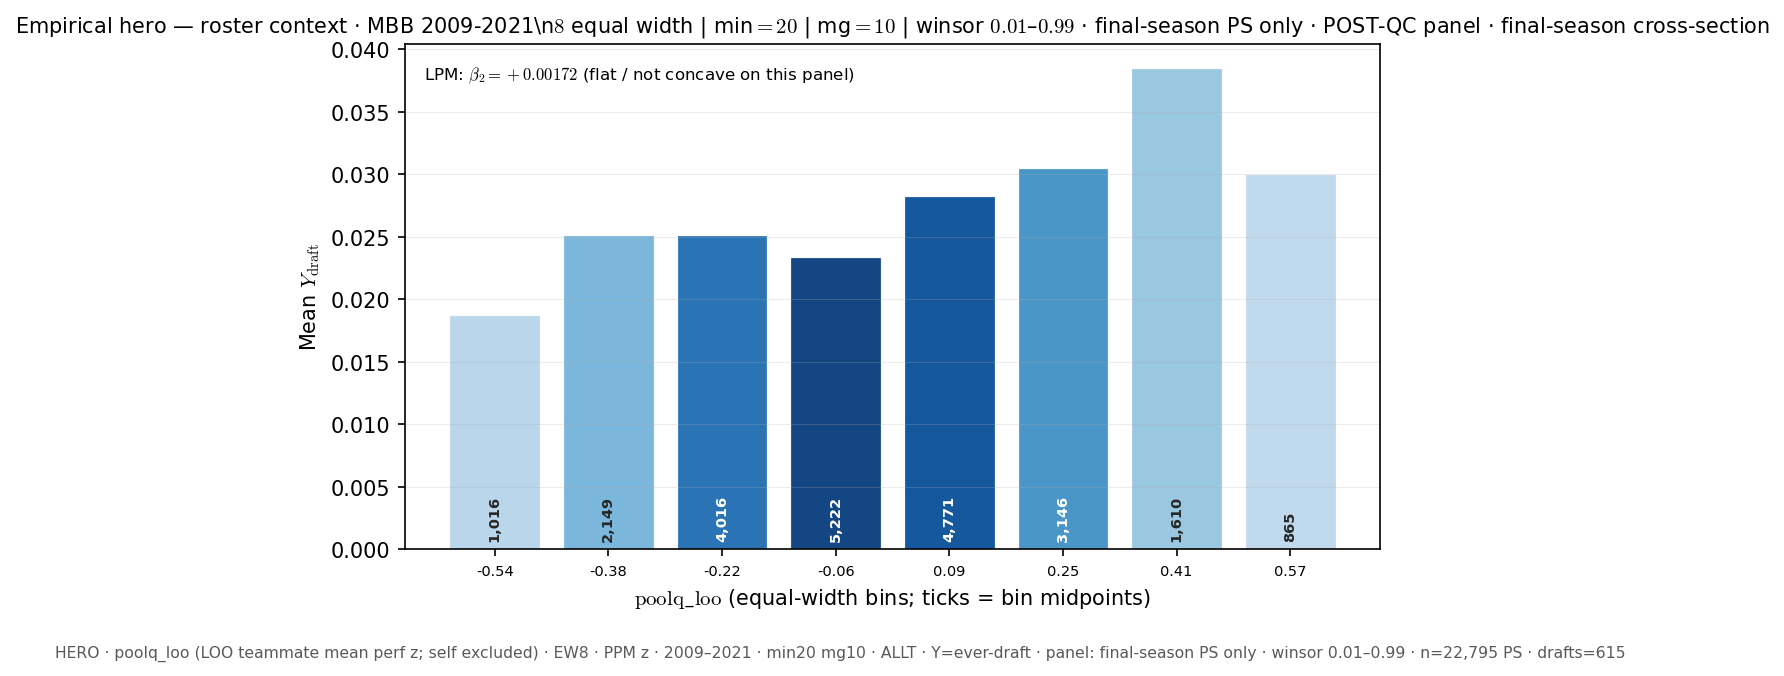 Empirical hero — roster context · MBB 2009-2021\n8 equal width | min = 20 | mg = 10 | winsor 0.01–0.99 · final-season PS only · POST-QC panel · final-season cross-section
LPM: β₂ = +0.00172 (flat / not concave on this panel)
Mean Y_draft
0.040
0.035
0.030
0.025
0.020
0.015
0.010
0.005
0.000
1,016 2,149 4,016 5,222 4,771 3,146 1,610 865
-0.54 -0.38 -0.22 -0.06 0.09 0.25 0.41 0.57
poolq_loo (equal-width bins; ticks = bin midpoints)
HERO · poolq_loo (LOO teammate mean perf z; self excluded) · EW8 · PPM z · 2009–2021 · min20 mg10 · ALLT · Y=ever-draft · panel: final-season PS only · winsor 0.01–0.99 · n=22,795 PS · drafts=615